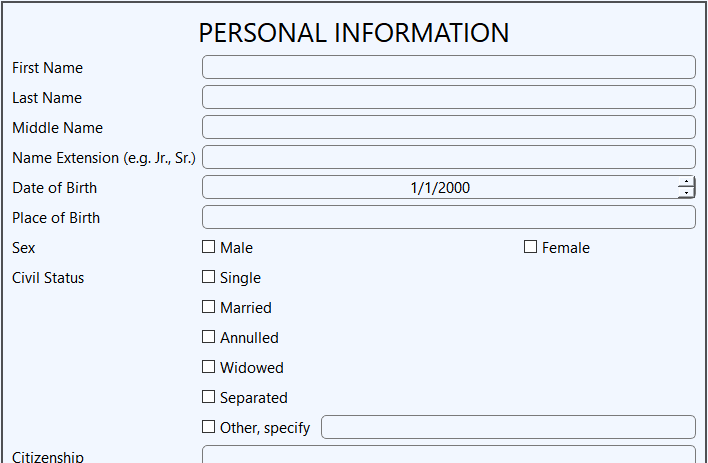 PERSONAL INFORMATION
First Name
Last Name
Middle Name
Name Extension (e.g. Jr., Sr.)
Date of Birth 1/1/2000
Place of Birth
Sex Male Female
Civil Status Single
Married
Annulled
Widowed
Separated
Other, specify
Citizenship